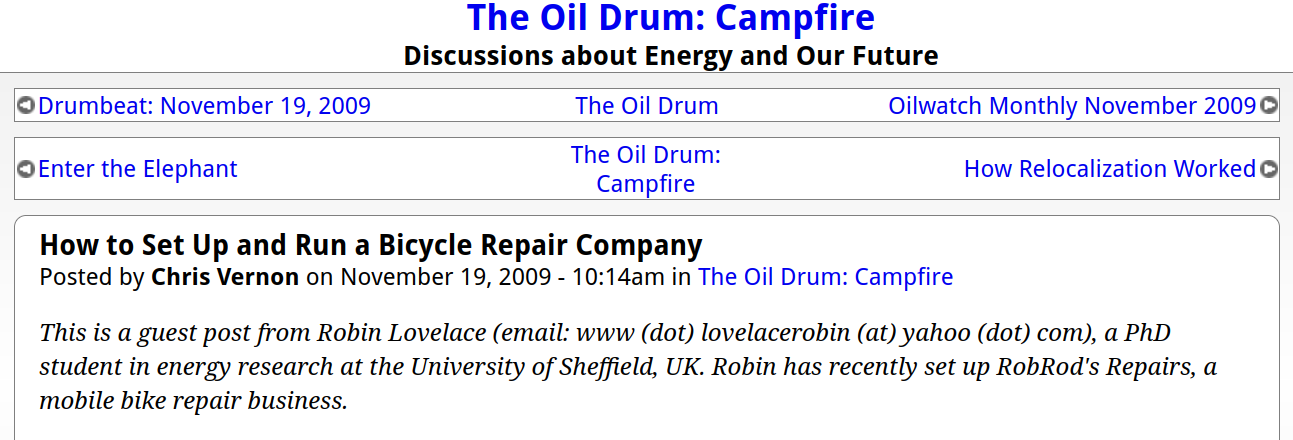 The Oil Drum: Campfire
Discussions about Energy and Our Future
Drumbeat: November 19, 2009 The Oil Drum Oilwatch Monthly November 2009
Enter the Elephant The Oil Drum: How Relocalization Worked
Campfire
How to Set Up and Run a Bicycle Repair Company
Posted by Chris Vernon on November 19, 2009 - 10:14am in The Oil Drum: Campfire
This is a guest post from Robin Lovelace (email: www (dot) lovelacerobin (at) yahoo (dot) com), a PhD
student in energy research at the University of Sheffield, UK. Robin has recently set up RobRod's Repairs, a
mobile bike repair business.